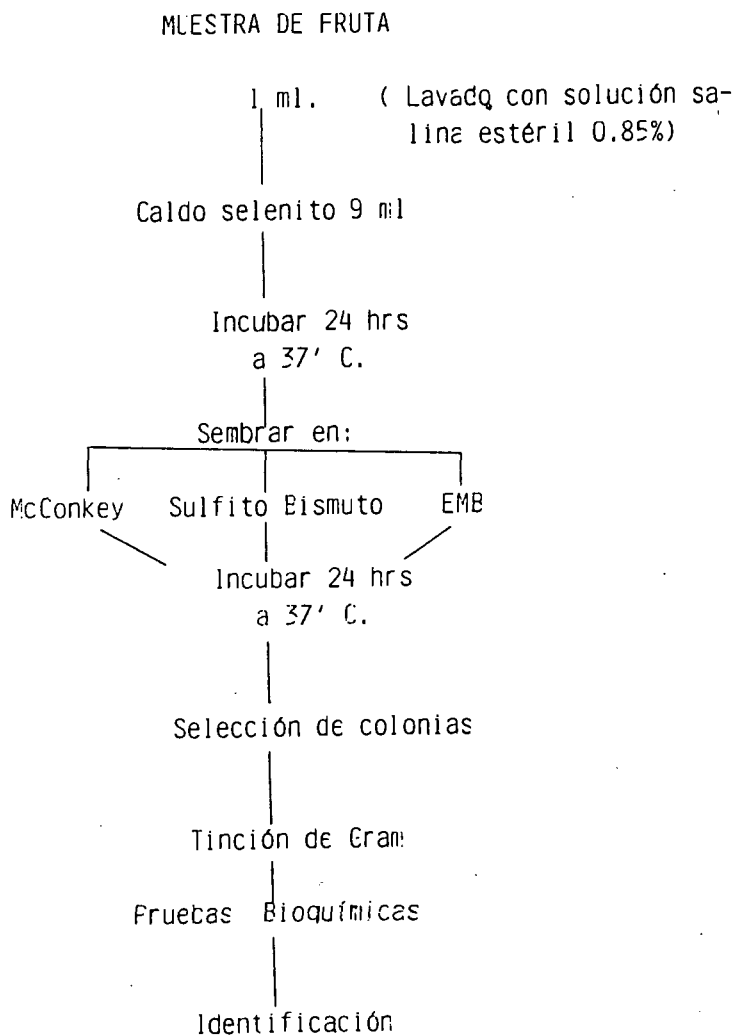 MUESTRA DE FRUTA
1 ml. ( Lavado con solución sa-
lina estéril 0.85%)
Caldo selenito 9 ml
Incubar 24 hrs
a 37' C.
Sembrar en:
McConkey Sulfito Bismuto EMB
Incubar 24 hrs
a 37' C.
Selección de colonias
Tinción de Gram
Pruebas Bioquímicas
Identificación